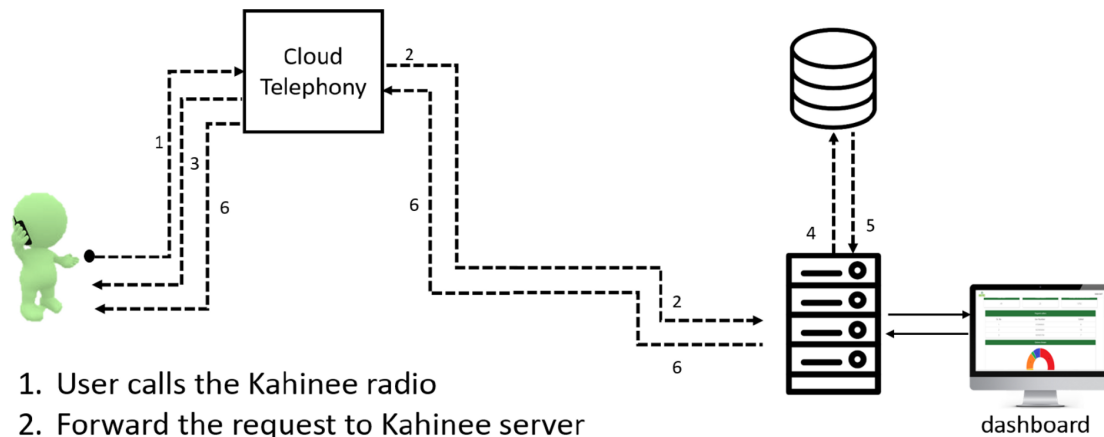 Cloud
Telephony
2
1
3
6
6
4
5
2
6
dashboard
1. User calls the Kahinee radio
2. Forward the request to Kahinee server